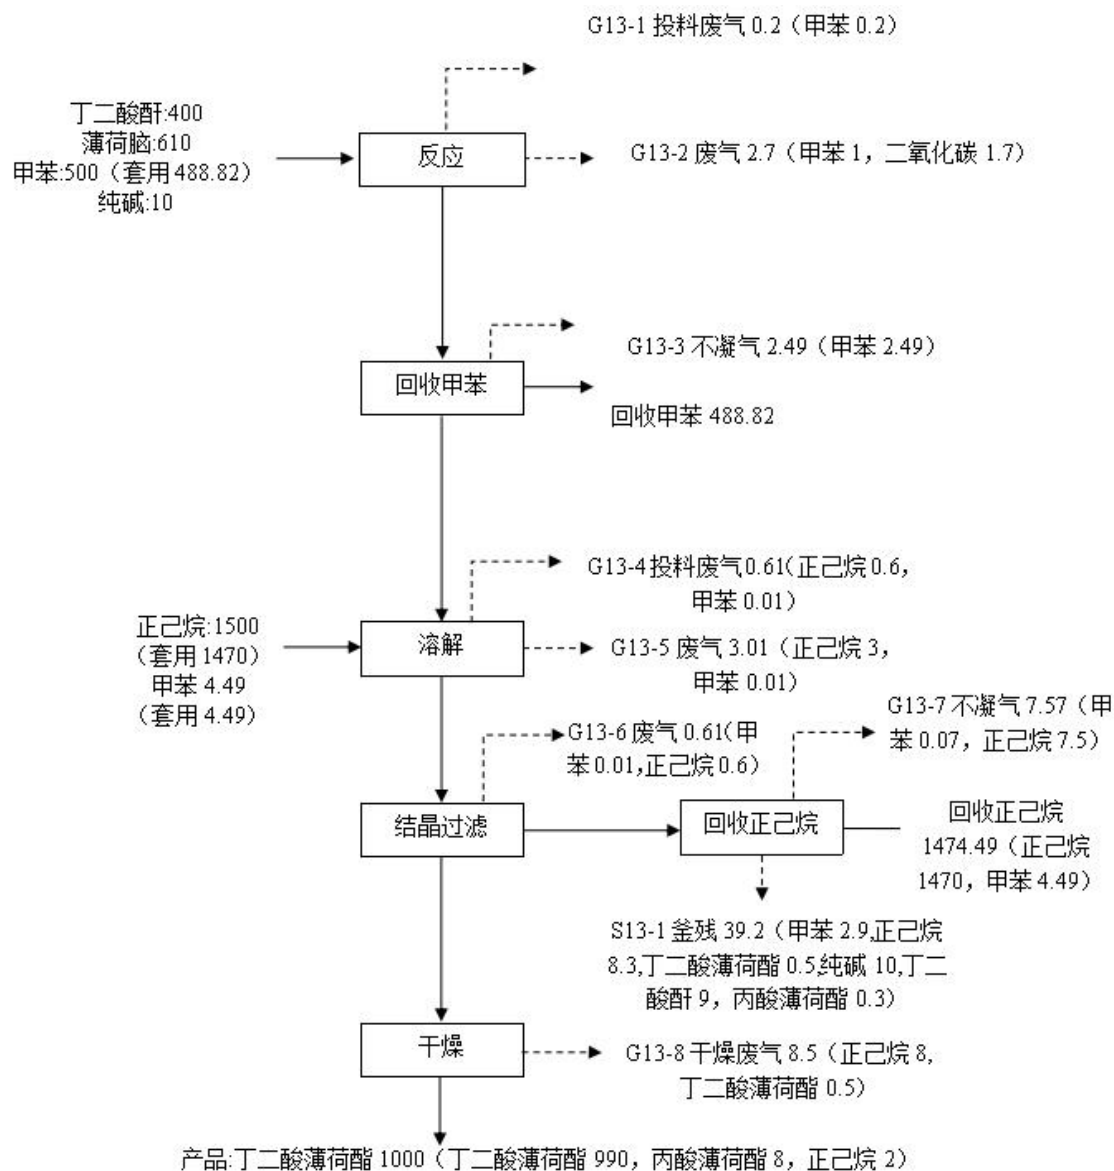 G13-1 投料废气 0.2（甲苯 0.2）
丁二酸酐:400
薄荷脑:610
甲苯:500（套用 488.82）
纯碱:10
反应
G13-2 废气 2.7（甲苯 1，二氧化碳 1.7）
G13-3 不凝气 2.49（甲苯 2.49）
回收甲苯
回收甲苯 488.82
G13-4 投料废气 0.61（正己烷 0.6，
甲苯 0.01）
正己烷:1500
（套用 1470）
甲苯 4.49
（套用 4.49）
溶解
G13-5 废气 3.01（正己烷 3，
甲苯 0.01）
G13-6 废气 0.61（甲
苯 0.01,正己烷 0.6）
G13-7 不凝气 7.57（甲
苯 0.07，正己烷 7.5）
结晶过滤
回收正己烷
回收正己烷
1474.49（正己烷
1470，甲苯 4.49）
S13-1 釜残 39.2（甲苯 2.9,正己烷
8.3,丁二酸薄荷酯 0.5,纯碱 10,丁二
酸酐 9，丙酸薄荷酯 0.3）
干燥
G13-8 干燥废气 8.5（正己烷 8,
丁二酸薄荷酯 0.5）
产品:丁二酸薄荷酯 1000（丁二酸薄荷酯 990，丙酸薄荷酯 8，正己烷 2）